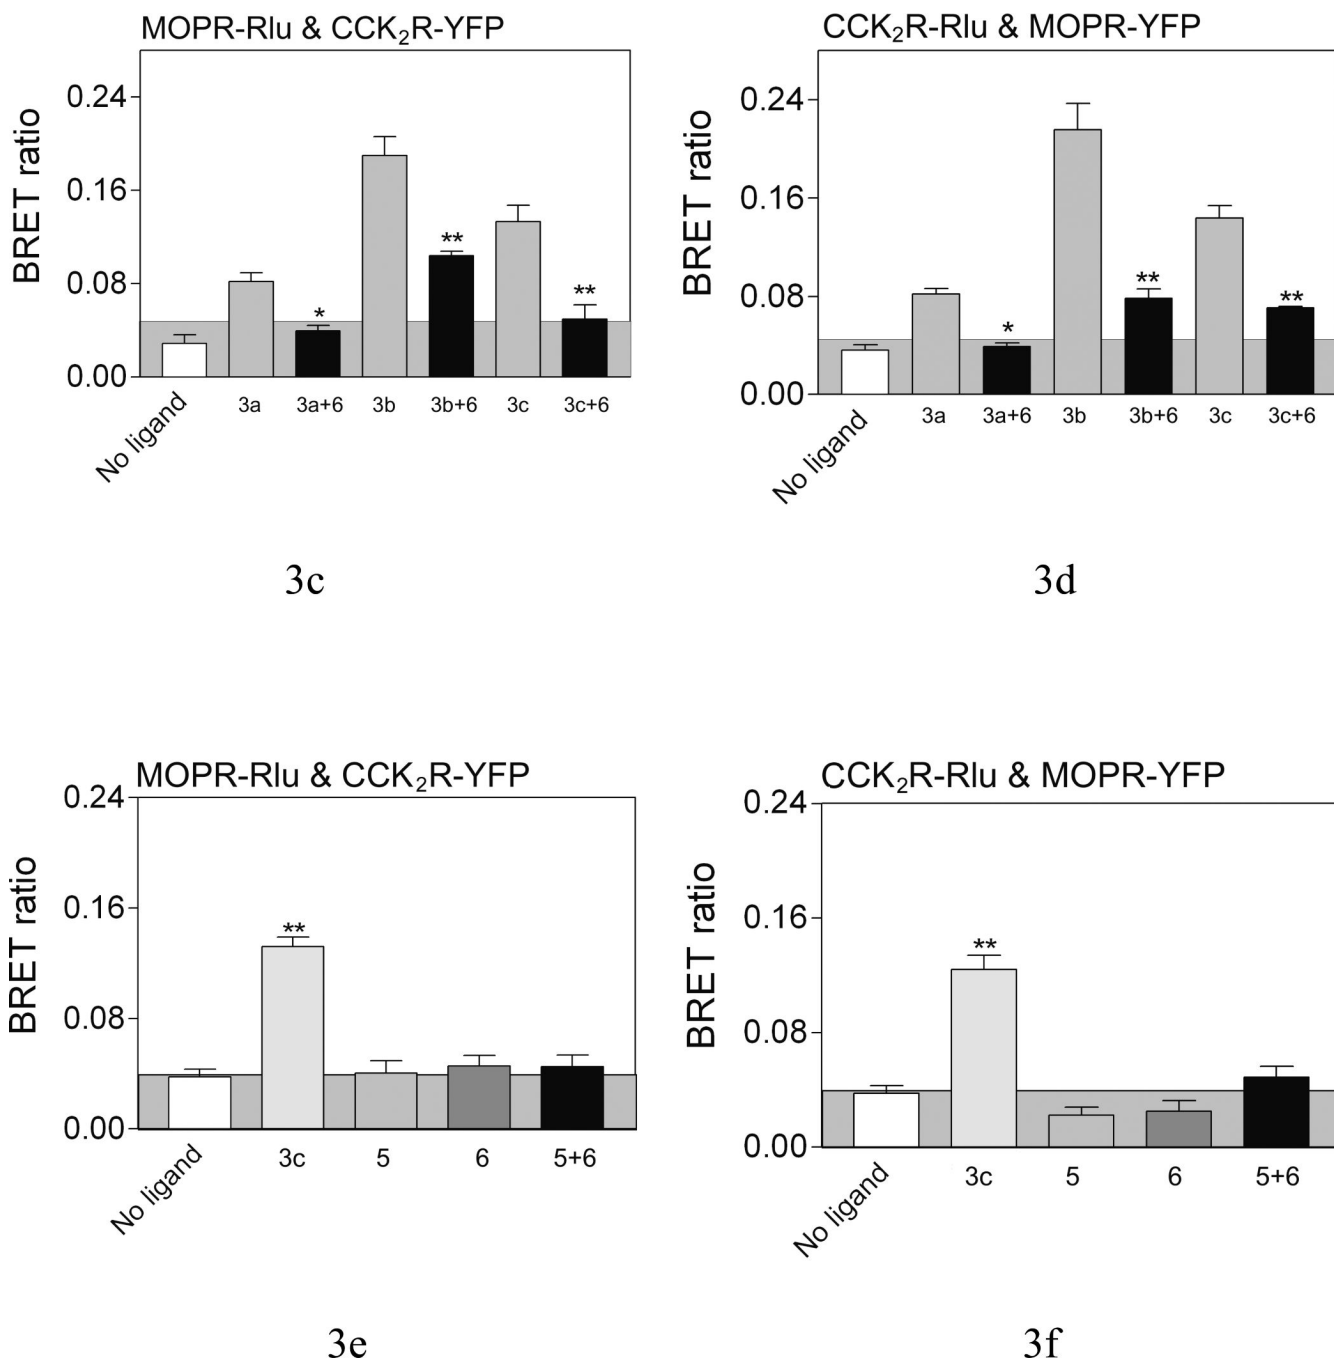 MOPR-Rlu & CCK₂R-YFP
BRET ratio
0.24
0.16
0.08
0.00
No ligand
3a
3a+6
3b
3b+6
3c
3c+6
*
**
**
3c
CCK₂R-Rlu & MOPR-YFP
BRET ratio
0.24
0.16
0.08
0.00
No ligand
3a
3a+6
3b
3b+6
3c
3c+6
*
**
**
3d
MOPR-Rlu & CCK₂R-YFP
BRET ratio
0.24
0.16
0.08
0.00
No ligand
3c
5
6
5+6
**
3e
CCK₂R-Rlu & MOPR-YFP
BRET ratio
0.24
0.16
0.08
0.00
No ligand
3c
5
6
5+6
**
3f